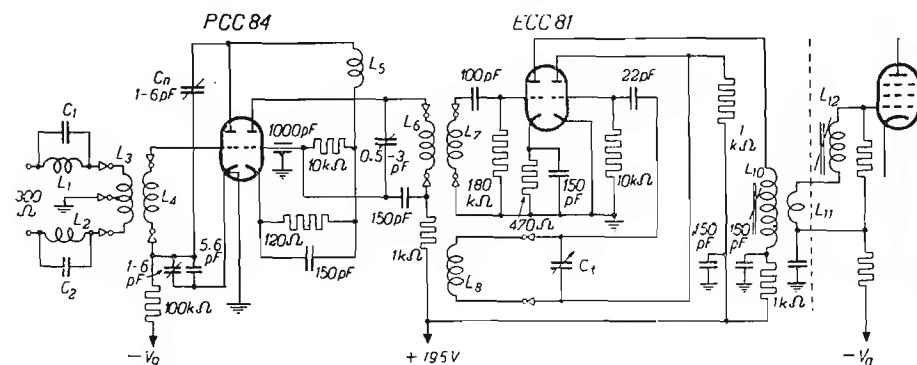 PCC 84
ECC 81
Cn
1-6pF
L5
C1
L1
L3
300
Ω
L2
C2
L4
1-6
pF
5.6
pF
100kΩ
1000pF
10kΩ
0.5-3
pF
120Ω
150pF
150pF
1kΩ
L6
L7
100pF
180
kΩ
470Ω
150
pF
22pF
10kΩ
L8
Ct
1
kΩ
L10
150
pF
150
pF
1kΩ
L11
L12
+ 195V